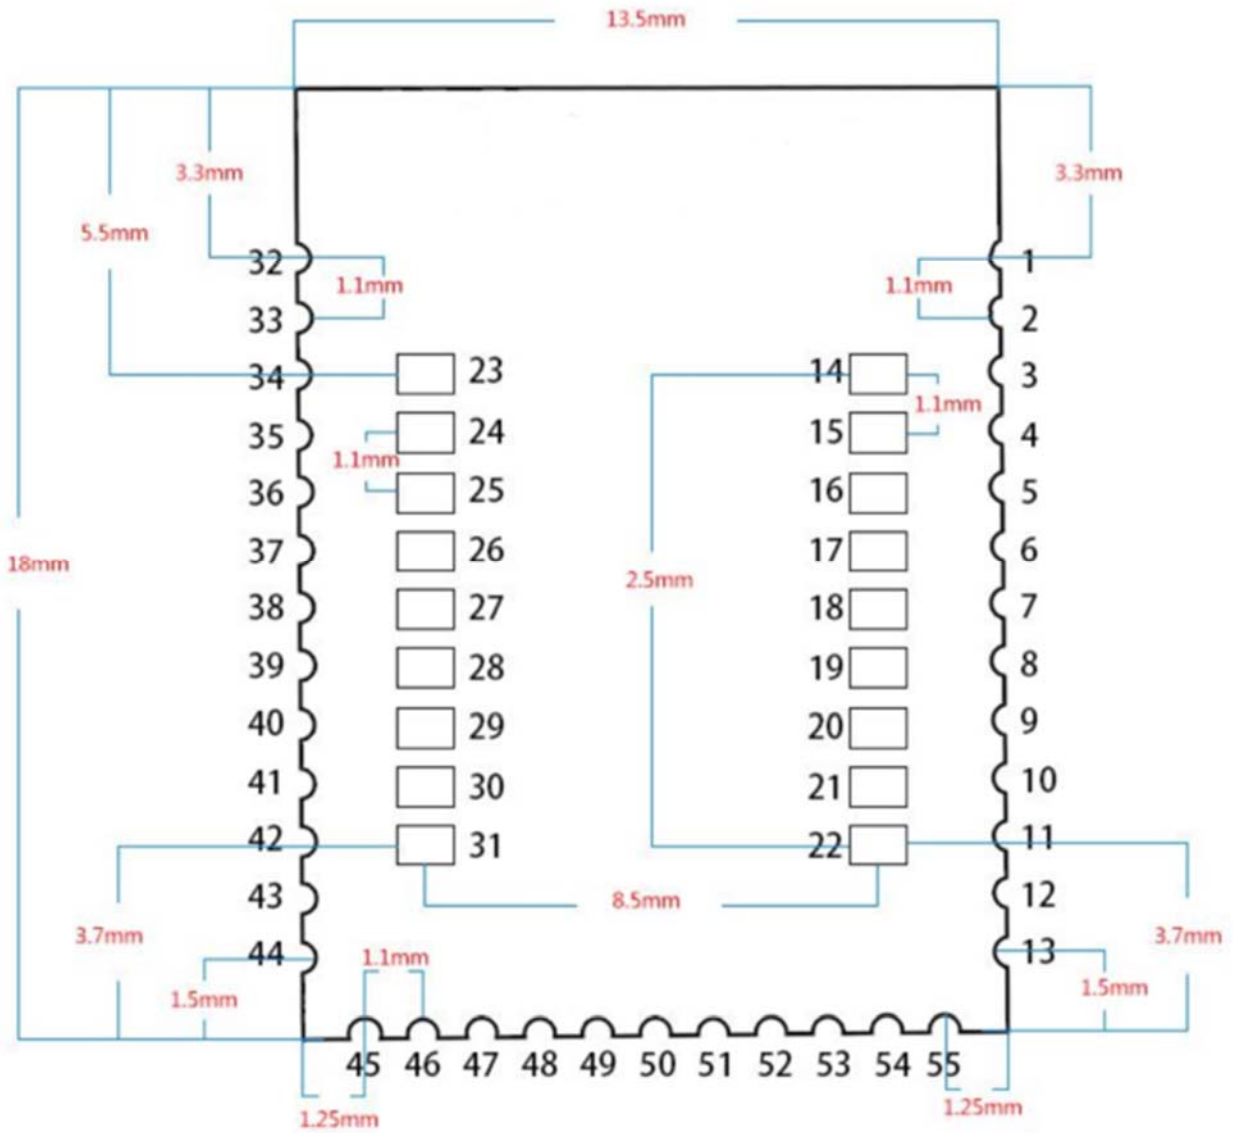 13.5mm
3.3mm 3.3mm
5.5mm
32 1
1.1mm 1.1mm
33 2
34 23 14 3
1.1mm
35 24 15 4
1.1mm
36 25 16 5
37 26 17 6
18mm 2.5mm
38 27 18 7
39 28 19 8
40 29 20 9
41 30 21 10
42 31 22 11
43 8.5mm 12
3.7mm 3.7mm
44 1.1mm 13
1.5mm 1.5mm
45 46 47 48 49 50 51 52 53 54 55
1.25mm 1.25mm